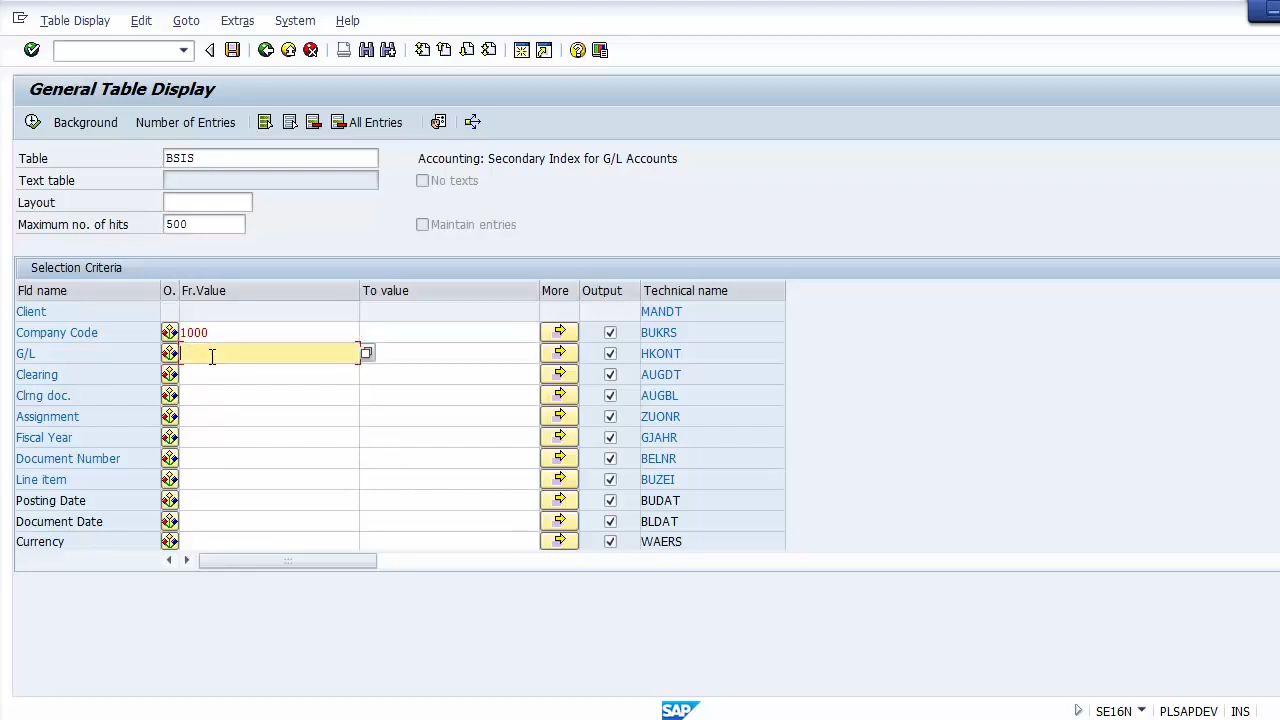 Table Display Edit Goto Extras System Help
General Table Display
Background Number of Entries All Entries
Table BSIS Accounting: Secondary Index for G/L Accounts
Text table No texts
Layout
Maximum no. of hits 500 Maintain entries
Selection Criteria
Fld name O. Fr.Value To value More Output Technical name
Client MANDT
Company Code 1000 BUKRS
G/L HKONT
Clearing AUGDT
Clrng doc. AUGBL
Assignment ZUONR
Fiscal Year GJAHR
Document Number BELNR
Line item BUZEI
Posting Date BUDAT
Document Date BLDAT
Currency WAERS
SAP SE16N PLSAPDEV INS